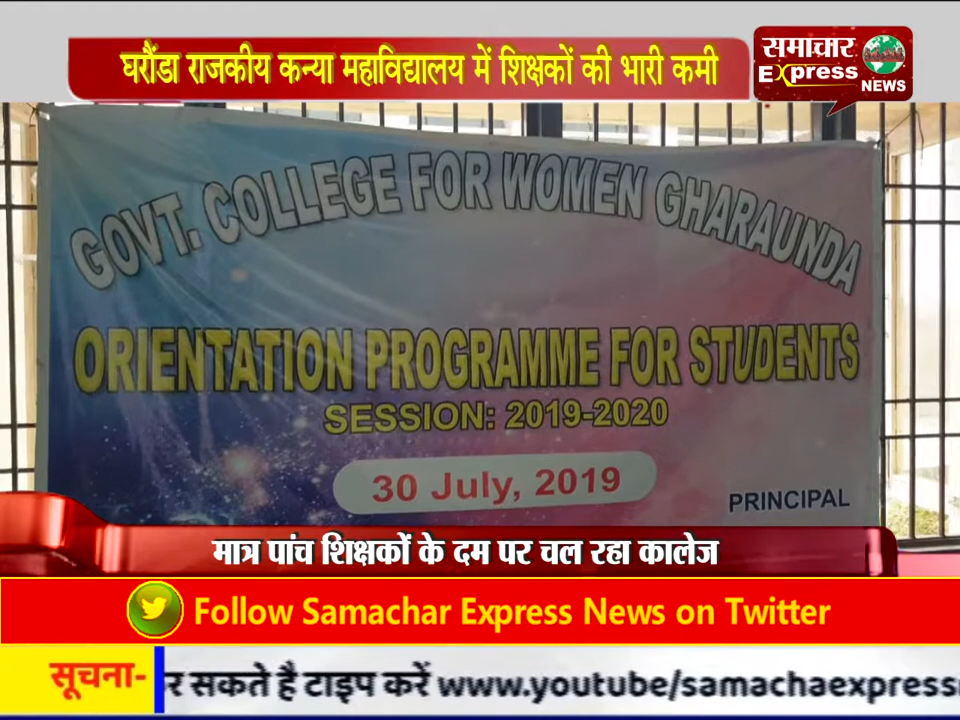 घरौंडा राजकीय कन्या महाविद्यालय में शिक्षकों की भारी कमी
समाचार
Express
NEWS
GOVT. COLLEGE FOR WOMEN GHARAUNDA
ORIENTATION PROGRAMME FOR STUDENTS
SESSION: 2019-2020
30 July, 2019
PRINCIPAL
मात्र पांच शिक्षकों के दम पर चल रहा कालेज
Follow Samachar Express News on Twitter
सूचना- र सकते है टाइप करें www.youtube/samachaexpress